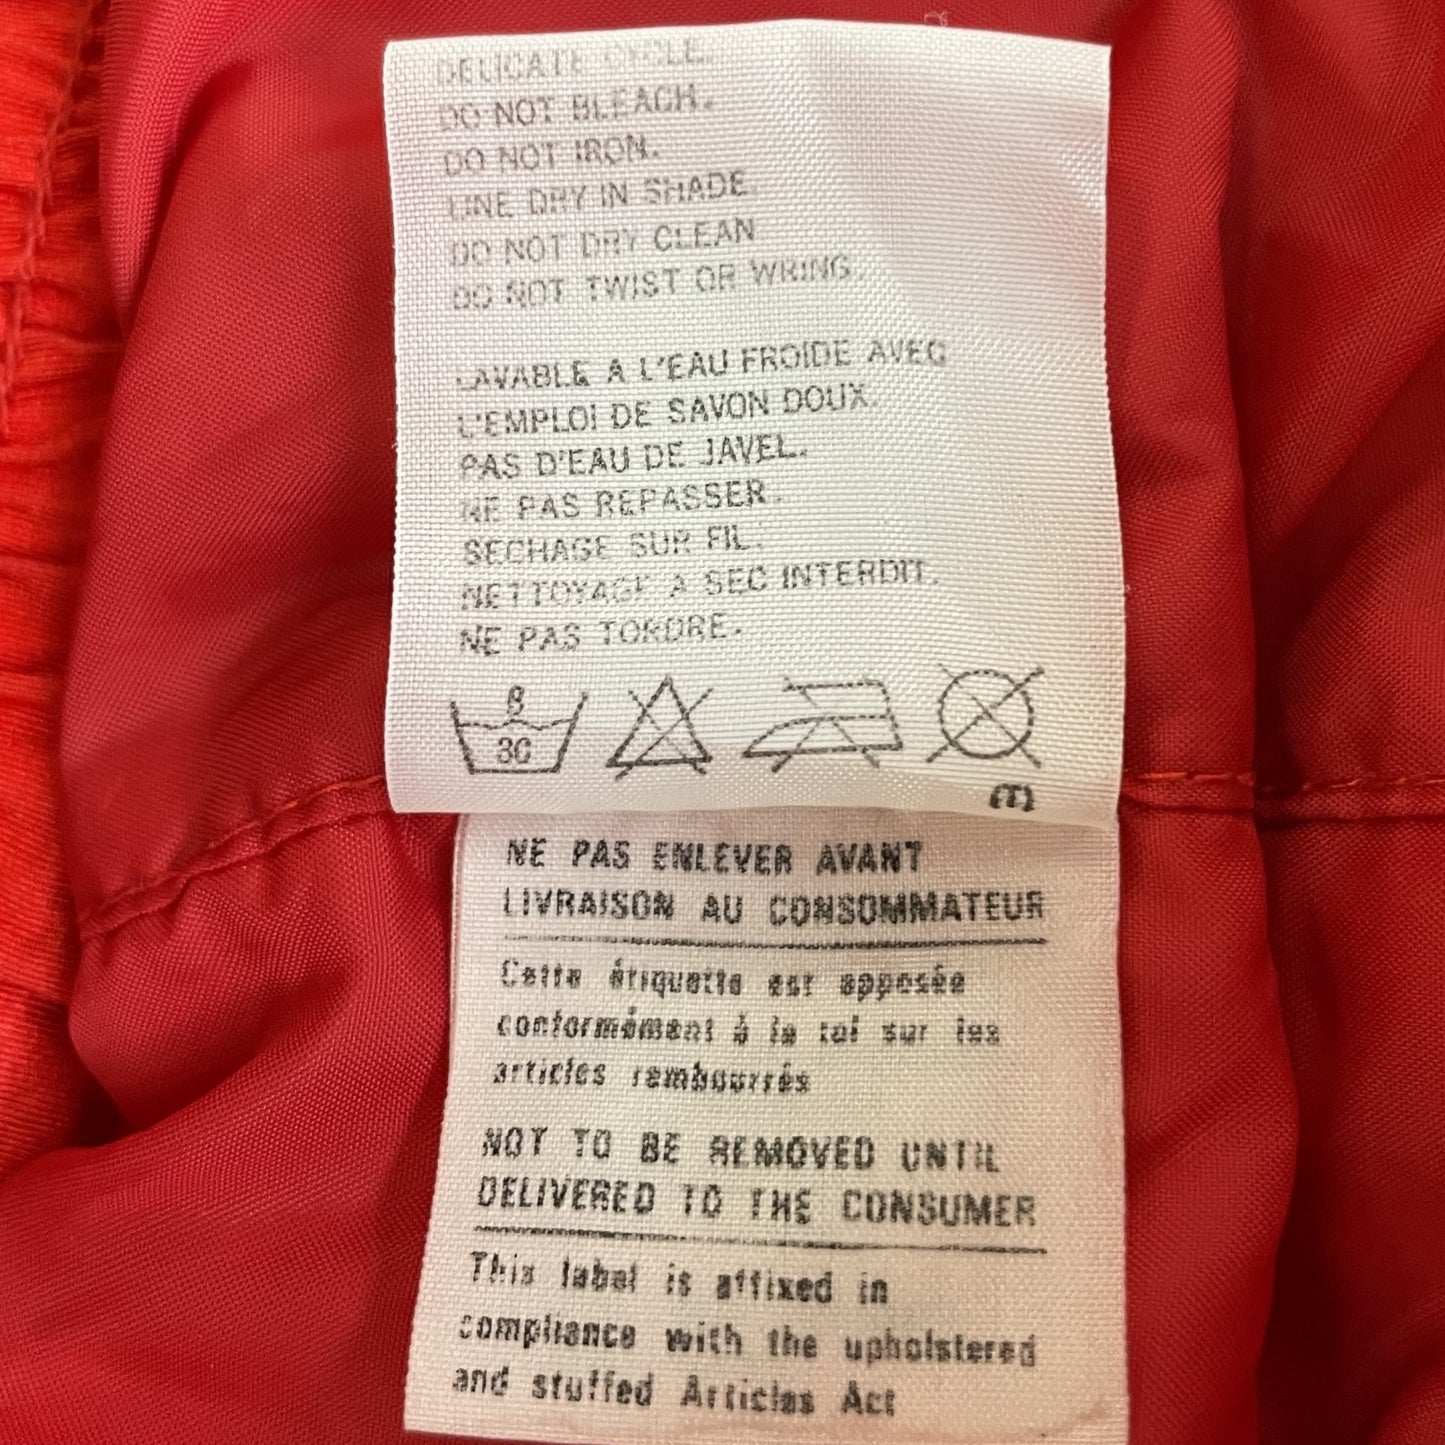 DELICATE CYCLE.
DO NOT BLEACH.
DO NOT IRON.
LINE DRY IN SHADE.
DO NOT DRY CLEAN
DO NOT TWIST OR WRING.
LAVABLE A L'EAU FROIDE AVEC
L'EMPLOI DE SAVON DOUX.
PAS D'EAU DE JAVEL.
NE PAS REPASSER.
SECHAGE SUR FIL.
NETTOYAGE A SEC INTERDIT.
NE PAS TORDRE.
30
NE PAS ENLEVER AVANT
LIVRAISON AU CONSOMMATEUR
Cette étiquette est apposée
conformément à la loi sur les
articles rembourrés
NOT TO BE REMOVED UNTIL
DELIVERED TO THE CONSUMER
This label is affixed in
compliance with the upholstered
and stuffed Articles Act